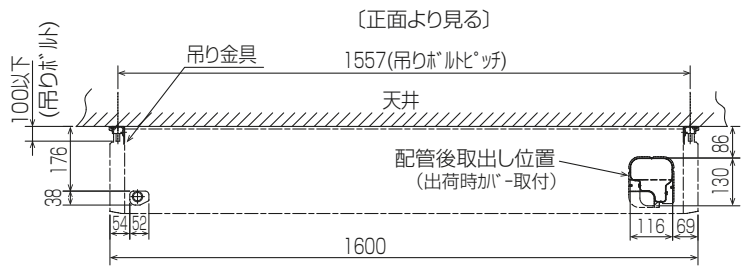 〔正面より見る〕
吊り金具
1557(吊りボルトピッチ)
100以下
(吊りボルト)
天井
176
38
配管後取出し位置
(出荷時カバー取付)
86
130
54
52
116
69
1600